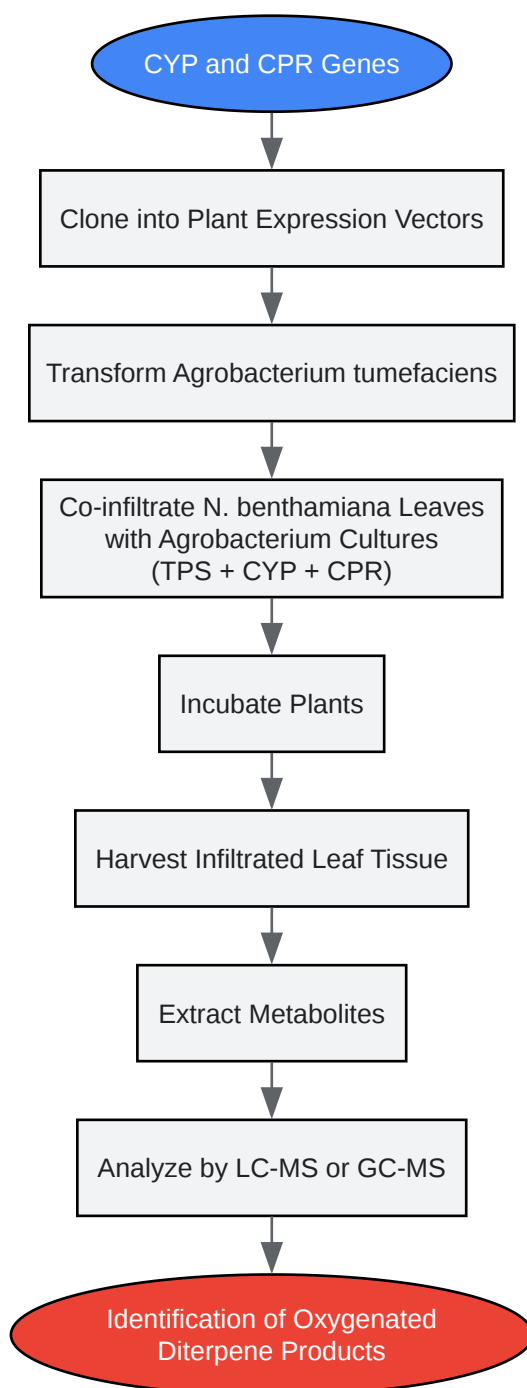 CYP and CPR Genes
Clone into Plant Expression Vectors
Transform Agrobacterium tumefaciens
Co-infiltrate N. benthamiana Leaves
with Agrobacterium Cultures
(TPS + CYP + CPR)
Incubate Plants
Harvest Infiltrated Leaf Tissue
Extract Metabolites
Analyze by LC-MS or GC-MS
Identification of Oxygenated
Diterpene Products